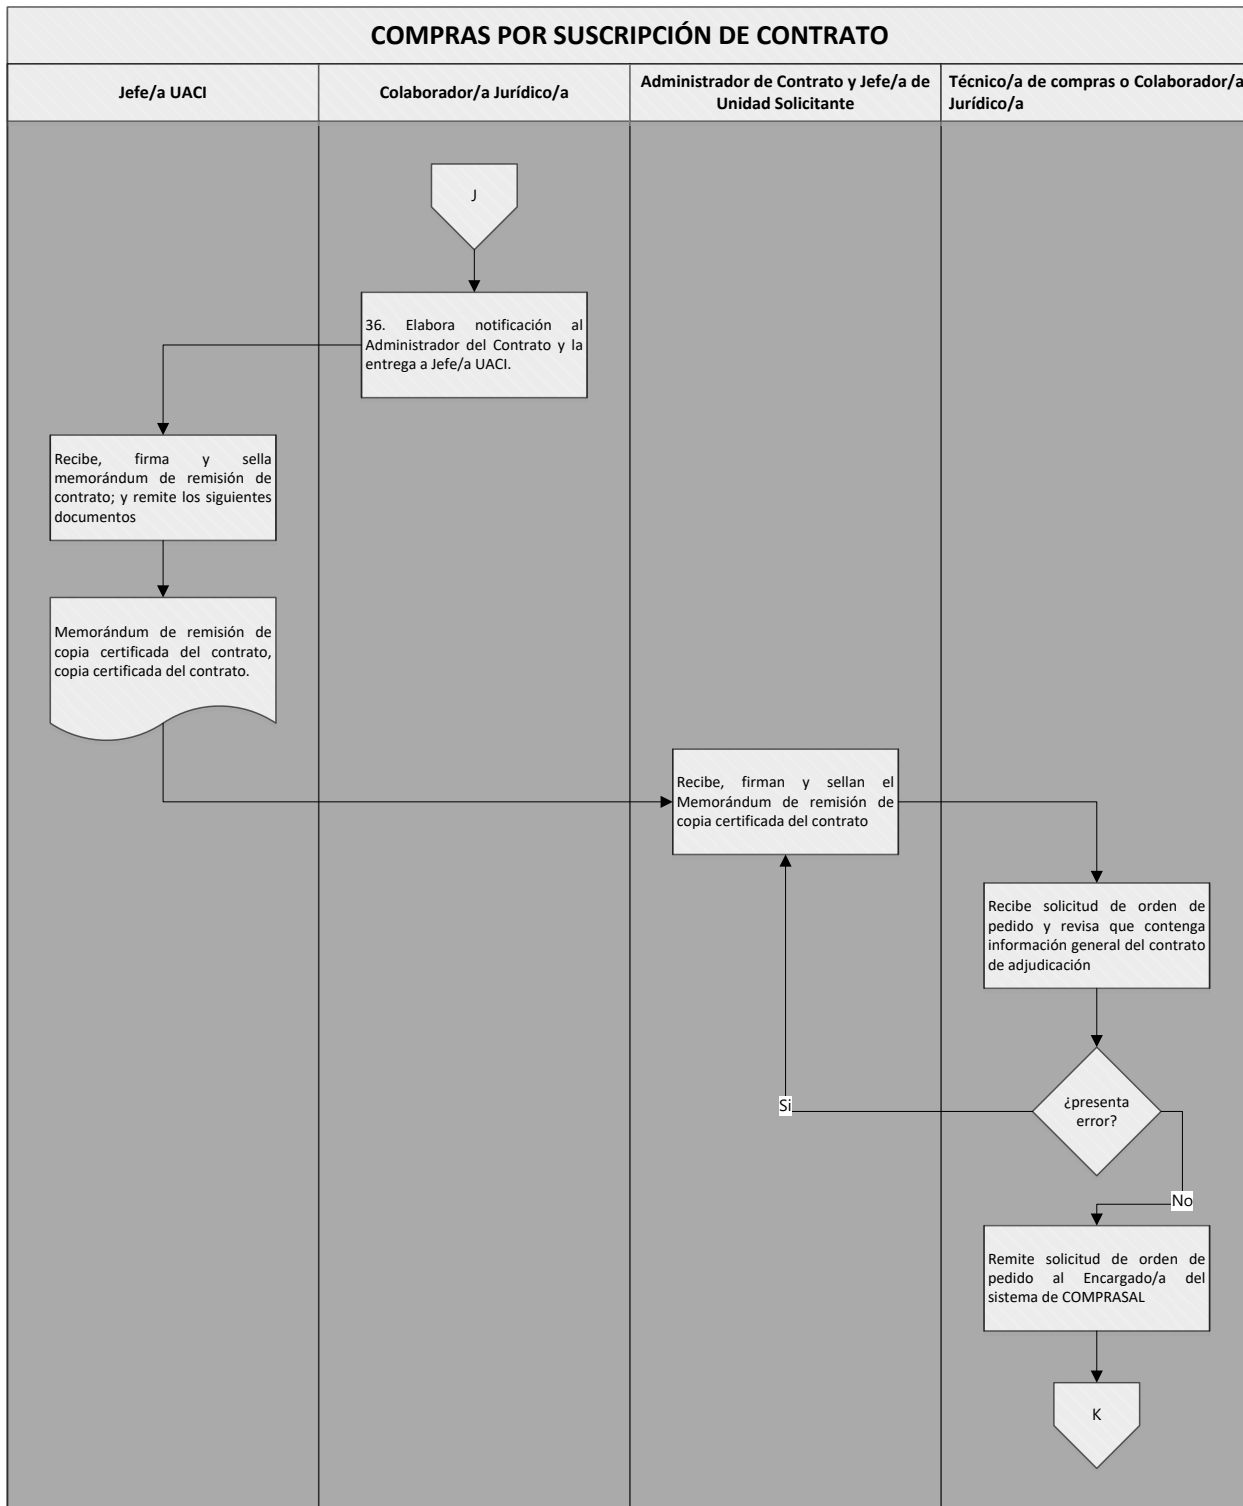 COMPRAS POR SUSCRIPCIÓN DE CONTRATO
Jefe/a UACI
Colaborador/a Jurídico/a
Administrador de Contrato y Jefe/a de
Unidad Solicitante
Técnico/a de compras o Colaborador/a
Jurídico/a
J
36. Elabora notificación al
Administrador del Contrato y la
entrega a Jefe/a UACI.
Recibe, firma y sella
memorándum de remisión de
contrato; y remite los siguientes
documentos
Memorándum de remisión de
copia certificada del contrato,
copia certificada del contrato.
Recibe, firman y sellan el
Memorándum de remisión de
copia certificada del contrato
Recibe solicitud de orden de
pedido y revisa que contenga
información general del contrato
de adjudicación
¿presenta
error?
Si
No
Remite solicitud de orden de
pedido al Encargado/a del
sistema de COMPRASAL
K